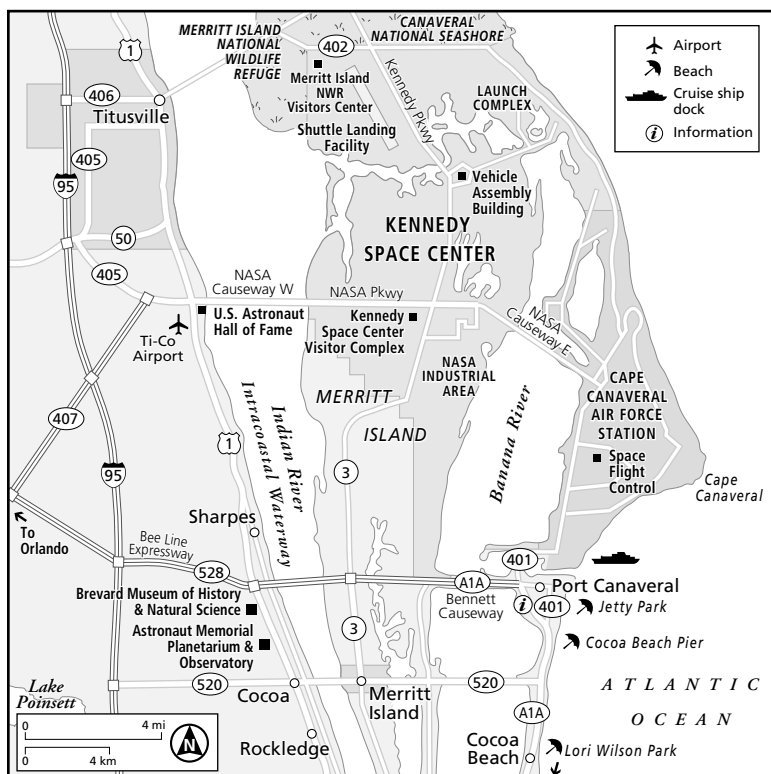 1
MERRITT ISLAND
NATIONAL
WILDLIFE
REFUGE
402
CANAVERAL
NATIONAL SEASHORE
Merritt Island
NWR
Visitors Center
Kennedy Pkwy
LAUNCH
COMPLEX
Airport
Beach
Cruise ship
dock
i Information
406
Titusville
Shuttle Landing
Facility
405
95
Vehicle
Assembly
Building
KENNEDY
SPACE CENTER
50
405
NASA
Causeway W
NASA Pkwy
U.S. Astronaut
Hall of Fame
Kennedy
Space Center
Visitor Complex
NASA
Causeway E
Ti-Co
Airport
NASA
INDUSTRIAL
AREA
CAPE
CANAVERAL
AIR FORCE
STATION
MERRITT
ISLAND
407
1
Indian River
Intracoastal Waterway
Banana River
Space
Flight
Control
95
3
Cape
Canaveral
To
Orlando
Sharpes
Bee Line
Expressway
528
401
A1A
Port Canaveral
Brevard Museum of History
& Natural Science
Bennett
Causeway
i
401
Jetty Park
Astronaut Memorial
Planetarium &
Observatory
3
Cocoa Beach Pier
Lake
Poinsett
520
Cocoa
Merritt
Island
520
ATLANTIC
OCEAN
A1A
0 4 mi
0 4 km
N
Rockledge
Cocoa
Beach
Lori Wilson Park